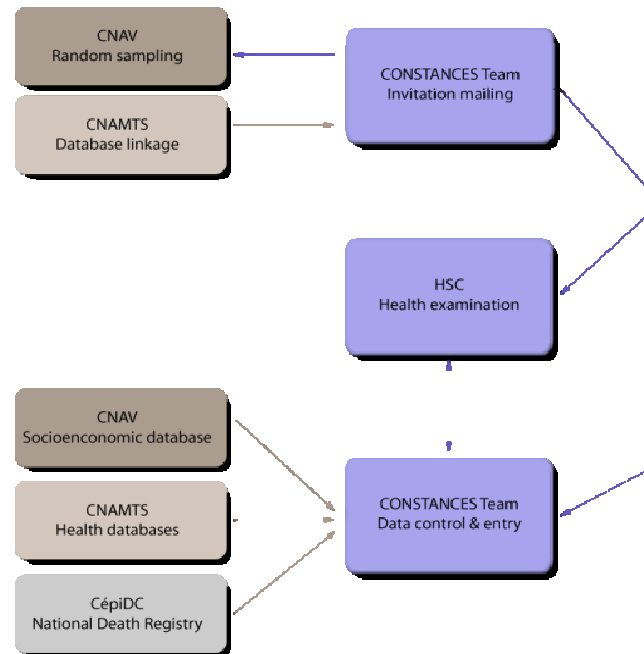 CNAV
Random sampling
CONSTANCES Team
Invitation mailing
CNAMTS
Database linkage
HSC
Health examination
CNAV
Socioeconomic database
CNAMTS
Health databases
CONSTANCES Team
Data control & entry
CépiDC
National Death Registry